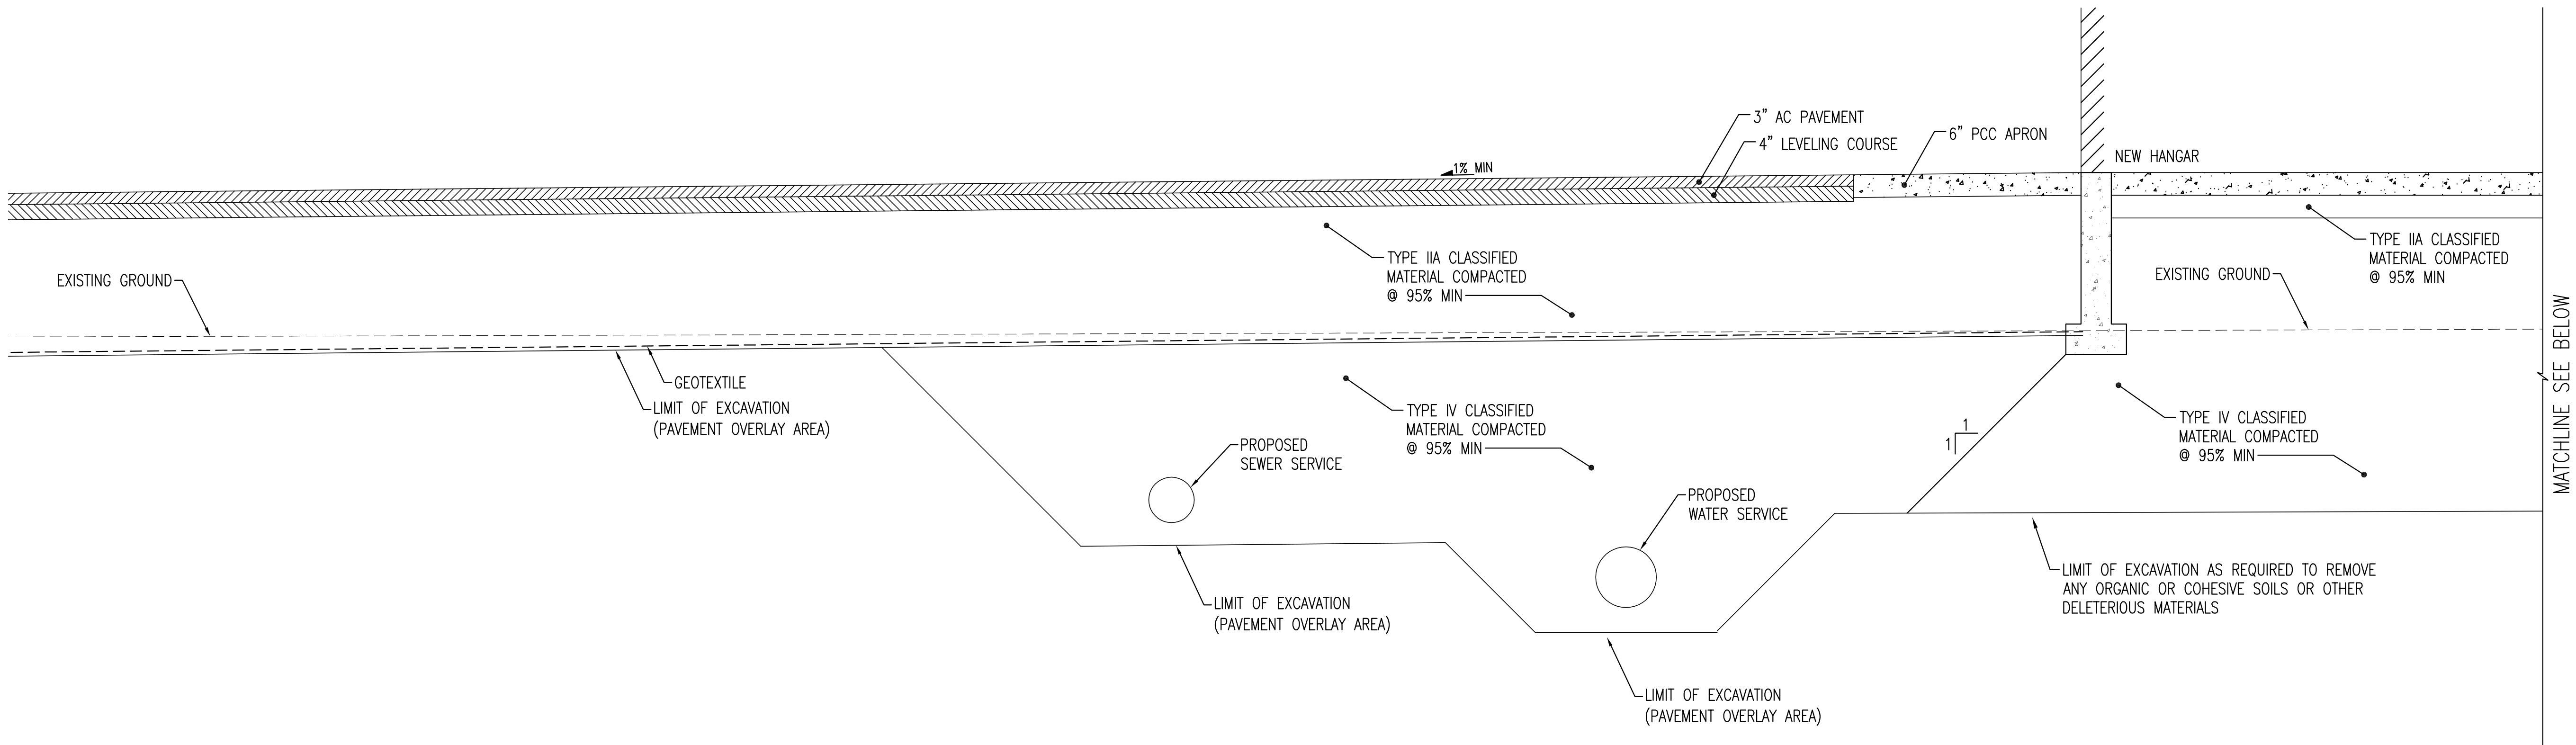 3" AC PAVEMENT
4" LEVELING COURSE
6" PCC APRON
1% MIN
NEW HANGAR
TYPE IIA CLASSIFIED
MATERIAL COMPACTED
@ 95% MIN
TYPE IIA CLASSIFIED
MATERIAL COMPACTED
@ 95% MIN
EXISTING GROUND
EXISTING GROUND
GEOTEXTILE
LIMIT OF EXCAVATION
(PAVEMENT OVERLAY AREA)
TYPE IV CLASSIFIED
MATERIAL COMPACTED
@ 95% MIN
1
1
TYPE IV CLASSIFIED
MATERIAL COMPACTED
@ 95% MIN
PROPOSED
SEWER SERVICE
PROPOSED
WATER SERVICE
LIMIT OF EXCAVATION
(PAVEMENT OVERLAY AREA)
LIMIT OF EXCAVATION AS REQUIRED TO REMOVE
ANY ORGANIC OR COHESIVE SOILS OR OTHER
DELETERIOUS MATERIALS
LIMIT OF EXCAVATION
(PAVEMENT OVERLAY AREA)
MATCHLINE SEE BELOW